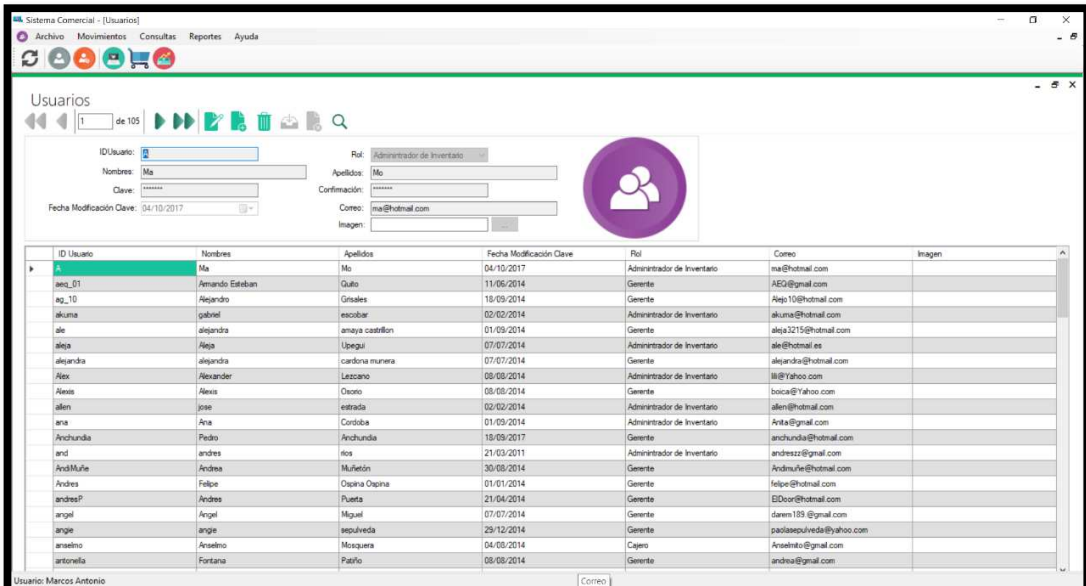 Sistema Comercial - [Usuarios]
Archivo Movimientos Consultas Reportes Ayuda
Usuarios
1 de 105
IDUsuario: A Rol: Adminintrador de Inventario
Nombres: Ma Apellidos: Mo
Clave: ******* Confirmación: *******
Fecha Modificación Clave: 04/10/2017 Correo: ma@hotmail.com
Imagen: ...
ID Usuario Nombres Apellidos Fecha Modificación Clave Rol Correo Imagen
A Ma Mo 04/10/2017 Adminintrador de Inventario ma@hotmail.com
aeq_01 Armando Esteban Quito 11/06/2014 Gerente AEQ@gmail.com
ag_10 Alejandro Grisales 18/09/2014 Gerente Alejo10@hotmail.com
akuma gabriel escobar 02/02/2014 Adminintrador de Inventario akuma@hotmail.com
ale alejandra amaya castrillon 01/09/2014 Gerente aleja3215@hotmail.com
aleja Aleja Upegui 07/07/2014 Adminintrador de Inventario ale@hotmail.es
alejandra alejandra cardona munera 07/07/2014 Gerente alejandra@hotmail.com
Alex Alexander Lezcano 08/08/2014 Adminintrador de Inventario lili@Yahoo.com
Alexis Alexis Osorio 08/08/2014 Gerente boica@Yahoo.com
allen jose estrada 02/02/2014 Adminintrador de Inventario allen@hotmail.com
ana Ana Cordoba 01/09/2014 Adminintrador de Inventario Anita@gmail.com
Anchundia Pedro Anchundia 18/09/2017 Gerente anchundia@hotmail.com
and andres rios 21/03/2011 Adminintrador de Inventario andreszz@gmail.com
AndiMuñe Andrea Muñetón 30/08/2014 Gerente Andimuñe@hotmail.com
Andres Felipe Ospina Ospina 01/01/2014 Gerente felipe@hotmail.com
andresP Andres Puerta 21/04/2014 Gerente ElDoor@hotmail.com
angel Angel Miguel 07/07/2014 Gerente darem189.@gmail.com
angie angie sepulveda 29/12/2014 Gerente paolasepulveda@yahoo.com
anselmo Anselmo Mosquera 04/08/2014 Cajero Anselmito@gmail.com
antonella Fontana Patiño 08/08/2014 Gerente andrea@gmail.com
Usuario: Marcos Antonio Correo